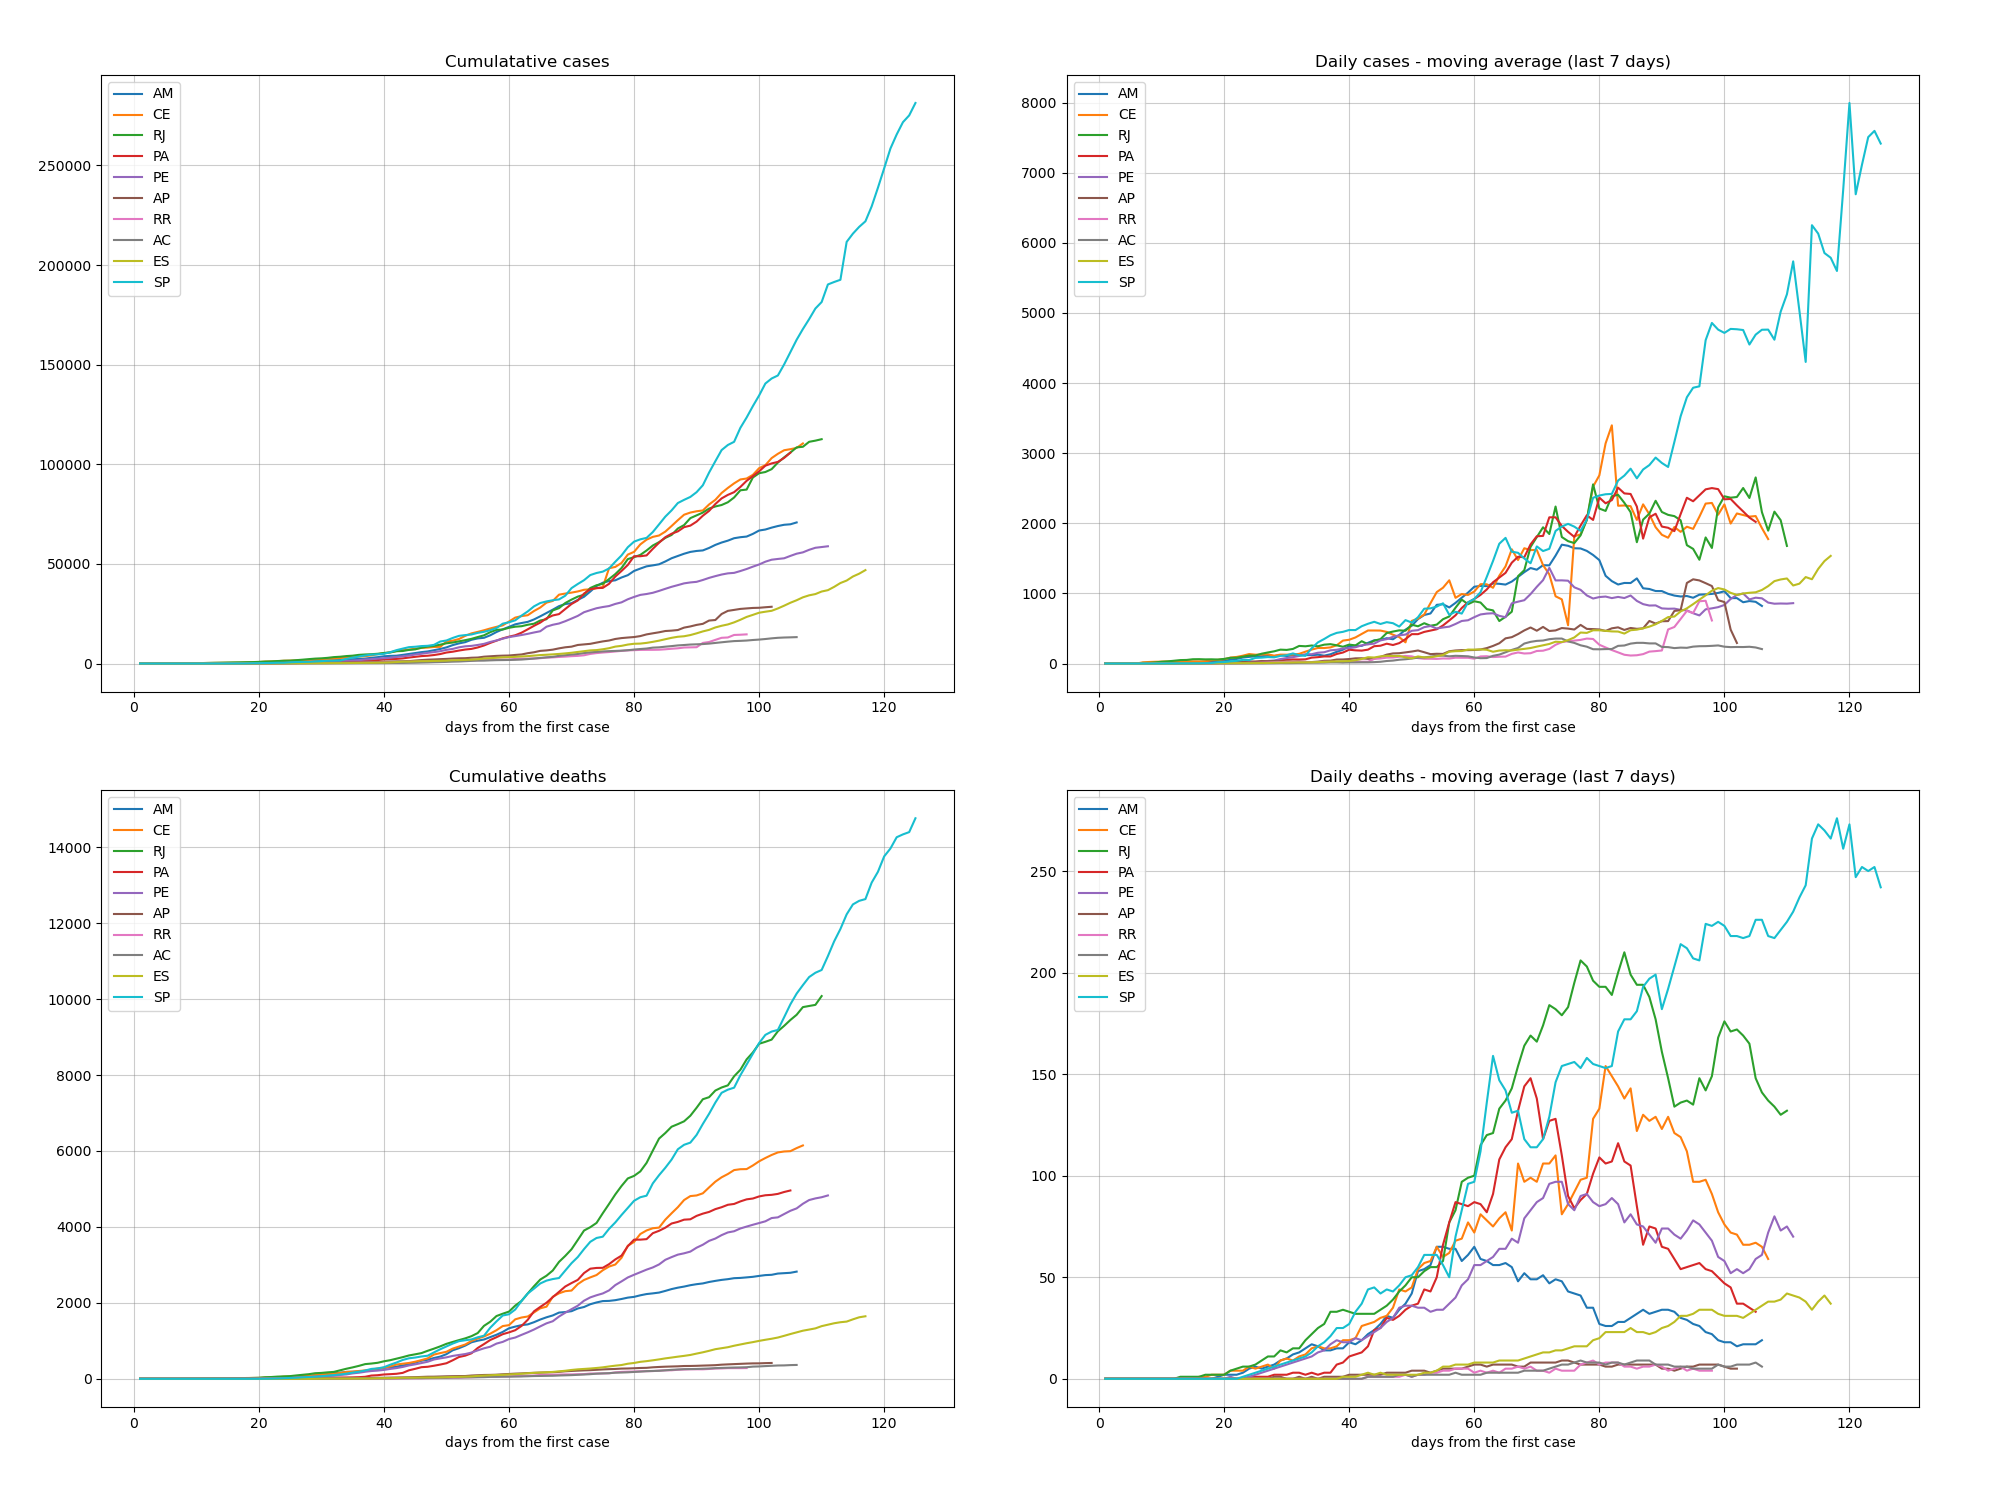 Cumulatative cases
AM
CE
RJ
PA
PE
AP
RR
AC
ES
SP
250000
200000
150000
100000
50000
0
0 20 40 60 80 100 120
days from the first case
Daily cases - moving average (last 7 days)
AM
CE
RJ
PA
PE
AP
RR
AC
ES
SP
8000
7000
6000
5000
4000
3000
2000
1000
0
0 20 40 60 80 100 120
days from the first case
Cumulative deaths
AM
CE
RJ
PA
PE
AP
RR
AC
ES
SP
14000
12000
10000
8000
6000
4000
2000
0
0 20 40 60 80 100 120
days from the first case
Daily deaths - moving average (last 7 days)
AM
CE
RJ
PA
PE
AP
RR
AC
ES
SP
250
200
150
100
50
0
0 20 40 60 80 100 120
days from the first case